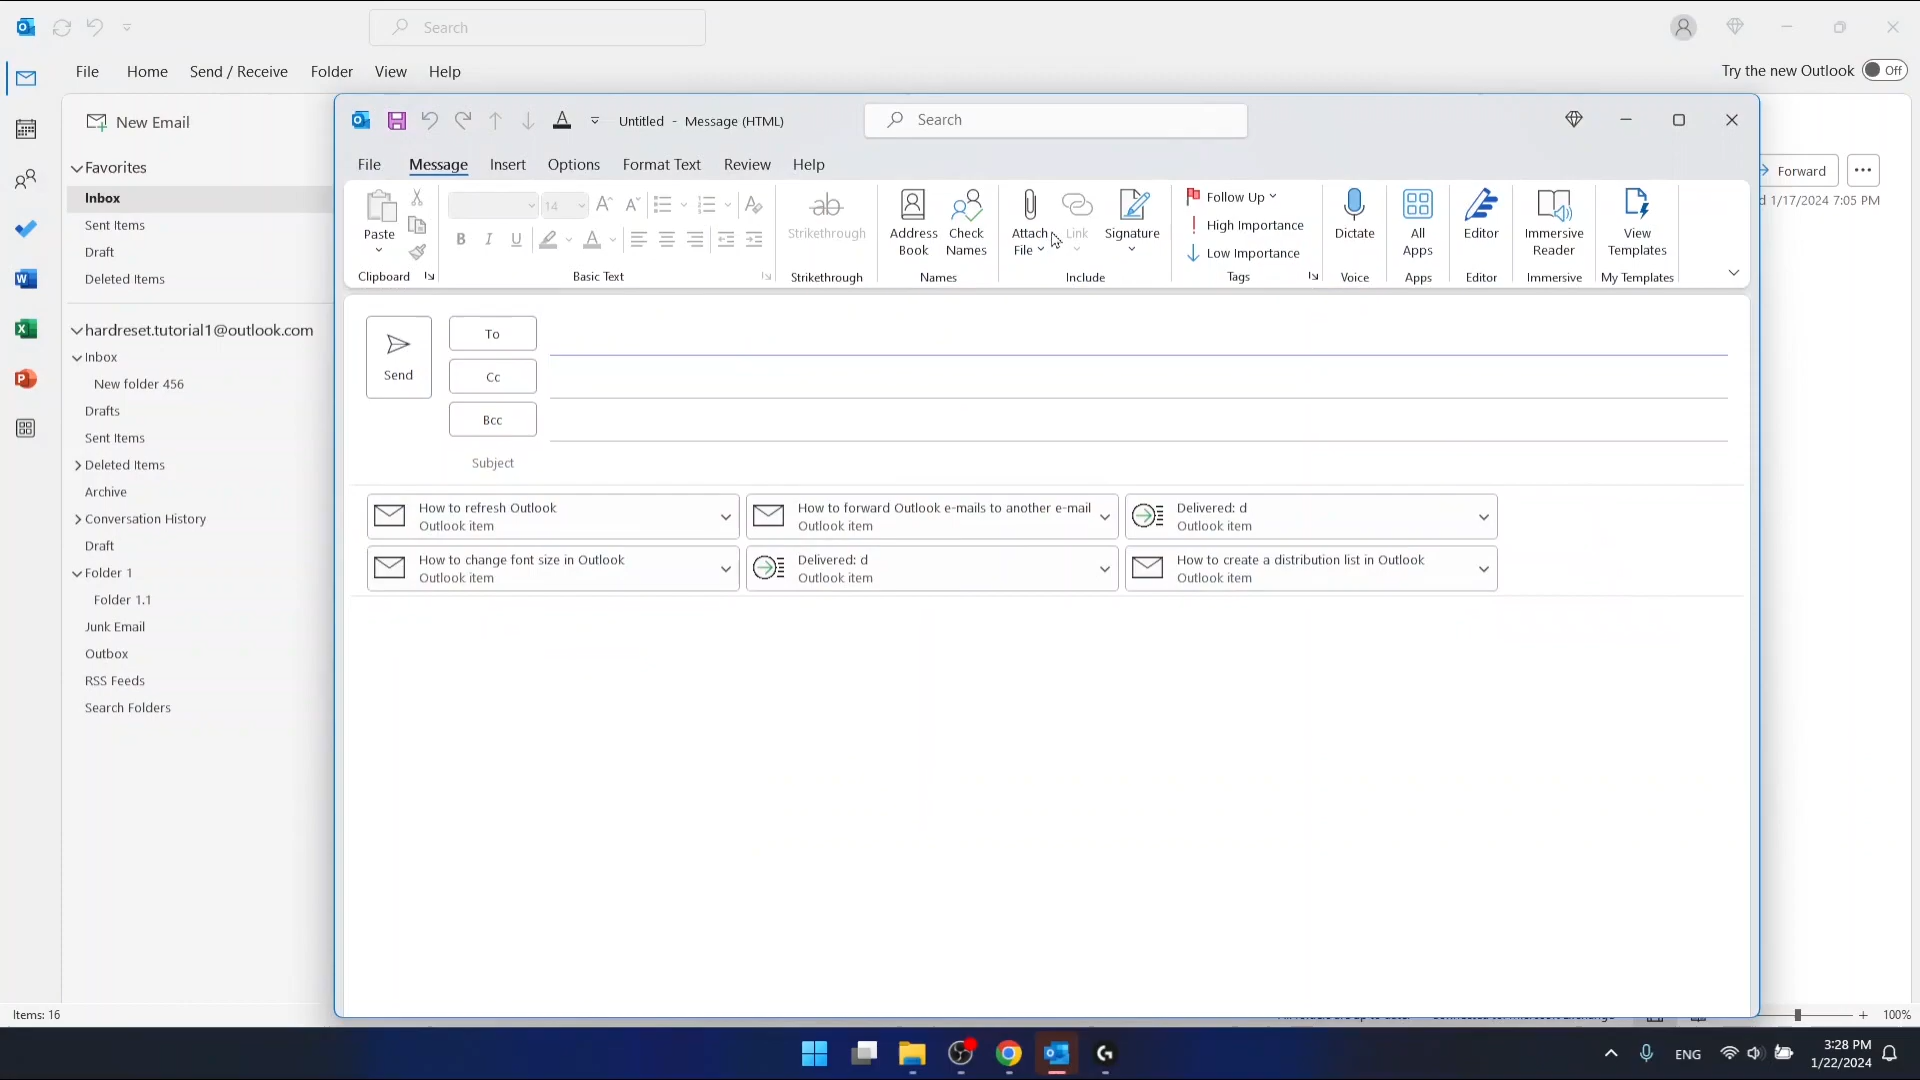 Search
File Home Send / Receive Folder View Help
Try the new Outlook Off
New Email
Favorites
Inbox
Sent Items
Draft
Deleted Items
hardreset.tutorial1@outlook.com
Inbox
New folder 456
Drafts
Sent Items
Deleted Items
Archive
Conversation History
Draft
Folder 1
Folder 1.1
Junk Email
Outbox
RSS Feeds
Search Folders
Untitled - Message (HTML)
Search
File Message Insert Options Format Text Review Help
Paste
Clipboard
14
B I U
Basic Text
Strikethrough
Strikethrough
Address
Book
Check
Names
Names
Attach
File
Link
Signature
Include
Follow Up
High Importance
Low Importance
Tags
Dictate
Voice
All
Apps
Apps
Editor
Editor
Immersive
Reader
Immersive
View
Templates
My Templates
Forward
1/17/2024 7:05 PM
Send
To
Cc
Bcc
Subject
How to refresh Outlook
Outlook item
How to forward Outlook e-mails to another e-mail
Outlook item
Delivered: d
Outlook item
How to change font size in Outlook
Outlook item
Delivered: d
Outlook item
How to create a distribution list in Outlook
Outlook item
Items: 16
100%
ENG
3:28 PM
1/22/2024